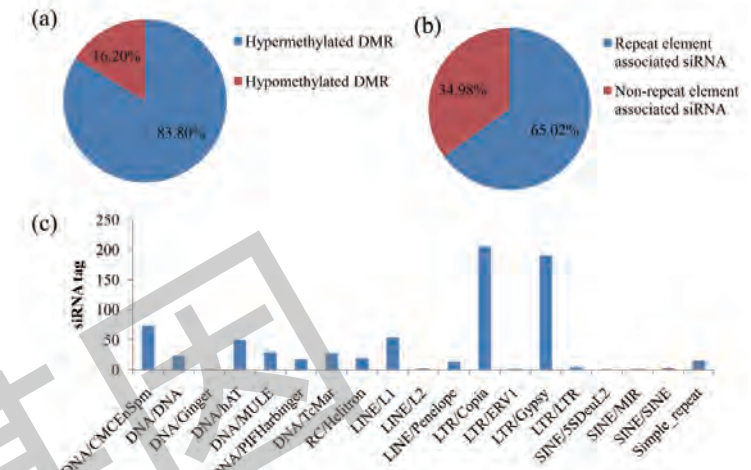 (a)
16.20%
83.80%
Hypermethylated DMR
Hypomethylated DMR
(b)
34.98%
65.02%
Repeat element
associated siRNA
Non-repeat element
associated siRNA
(c)
siRNA tag
250
200
150
100
50
0
DNA/CMCEnSpm
DNA/DNA
DNA/Ginger
DNA/hAT
DNA/MULE
DNA/PIFHarbinger
DNA/TcMar
RC/Helitron
LINE/L1
LINE/L2
LINE/Penelope
LTR/Copia
LTR/ERV1
LTR/Gypsy
LTR/LTR
SINE/5SDeuL2
SINE/MIR
SINE/SINE
Simple_repeat